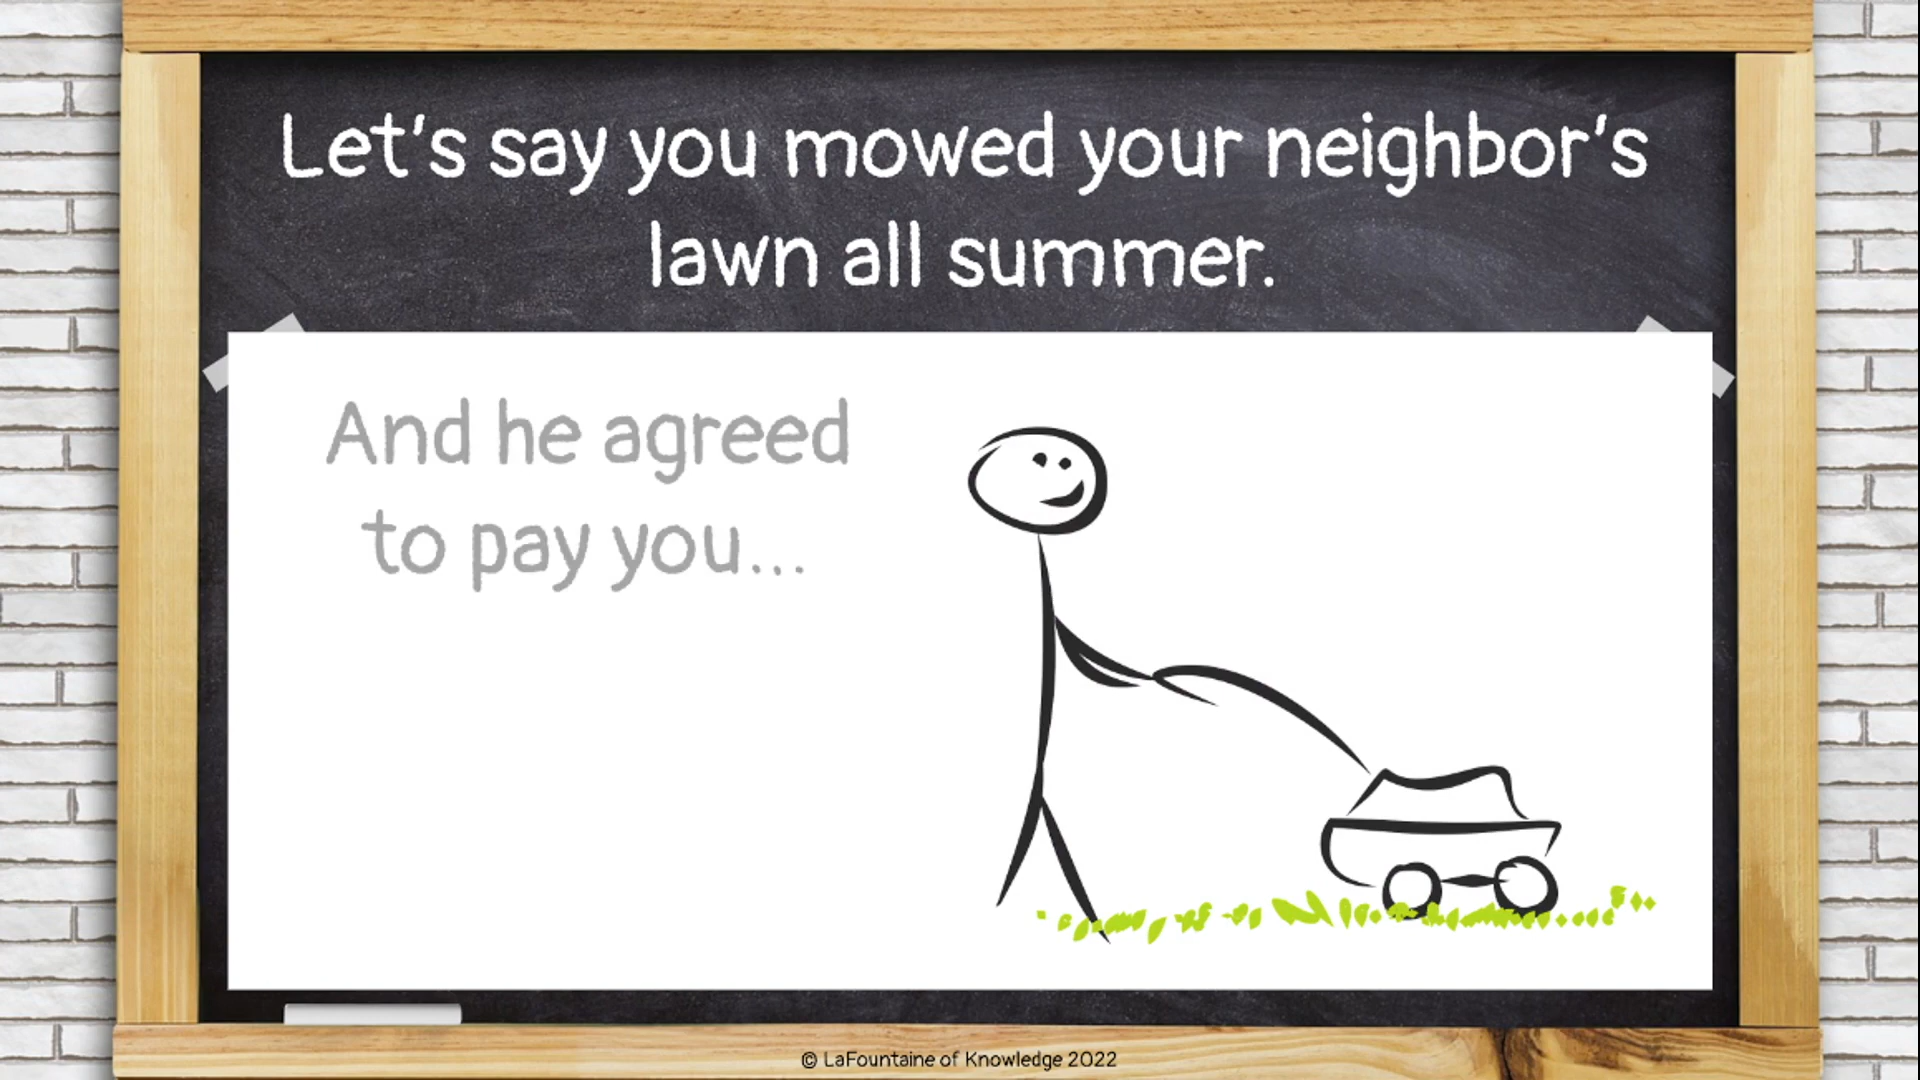 Let's say you mowed your neighbor's
lawn all summer.
And he agreed
to pay you...
© LaFountaine of Knowledge 2022